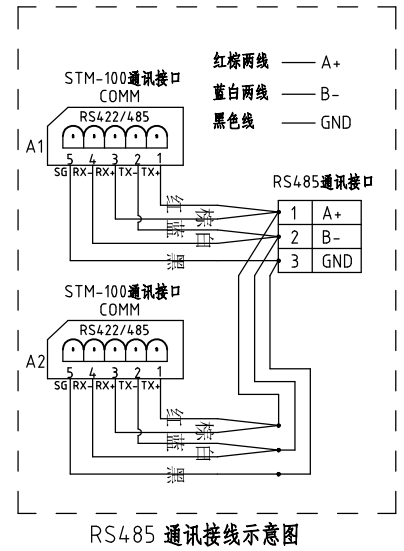 红棕两线 —— A+
蓝白两线 —— B-
黑色线 —— GND
STM-100通讯接口
COMM
RS422/485
A1
5 4 3 2 1
SG RX- RX+ TX- TX+
红
棕
蓝
白
黑
RS485通讯接口
1 A+
2 B-
3 GND
STM-100通讯接口
COMM
RS422/485
A2
5 4 3 2 1
SG RX- RX+ TX- TX+
红
棕
蓝
白
黑
RS485 通讯接线示意图